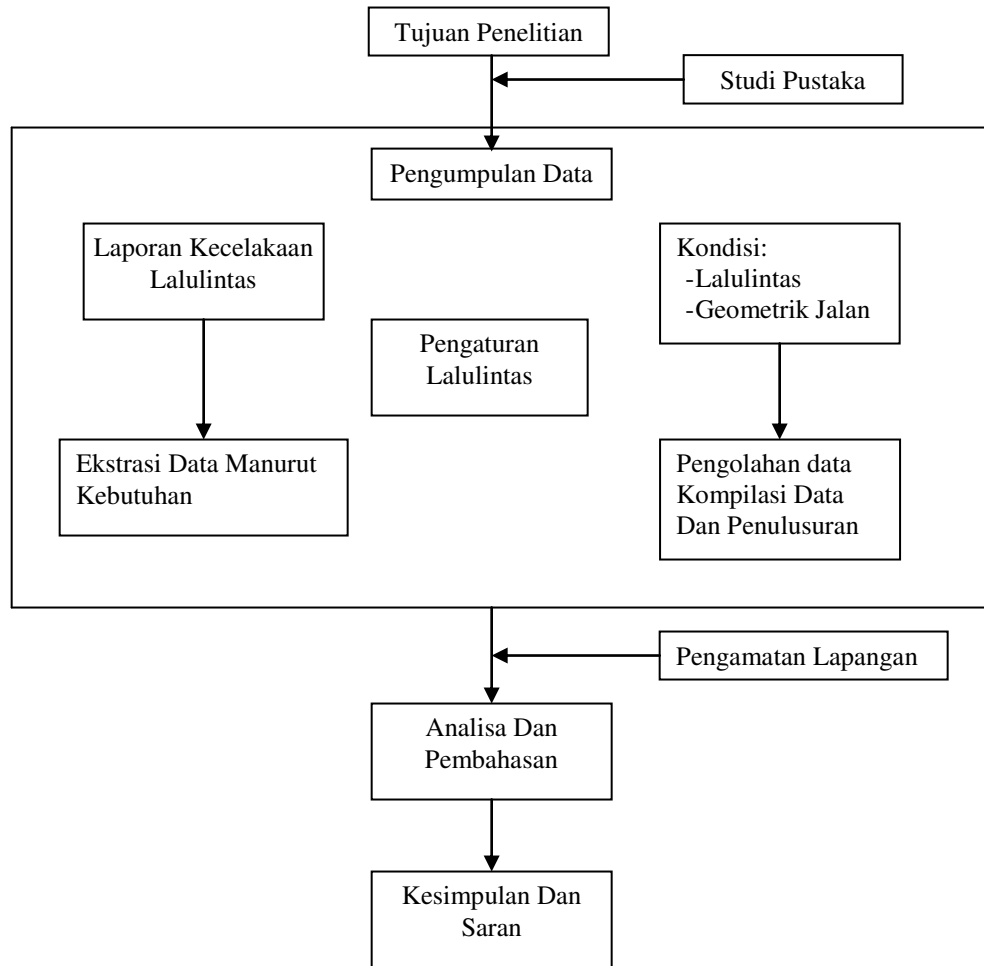 Tujuan Penelitian
Studi Pustaka
Pengumpulan Data
Laporan Kecelakaan
Lalulintas
Kondisi:
-Lalulintas
-Geometrik Jalan
Pengaturan
Lalulintas
Ekstrasi Data Manurut
Kebutuhan
Pengolahan data
Kompilasi Data
Dan Penulusuran
Pengamatan Lapangan
Analisa Dan
Pembahasan
Kesimpulan Dan
Saran